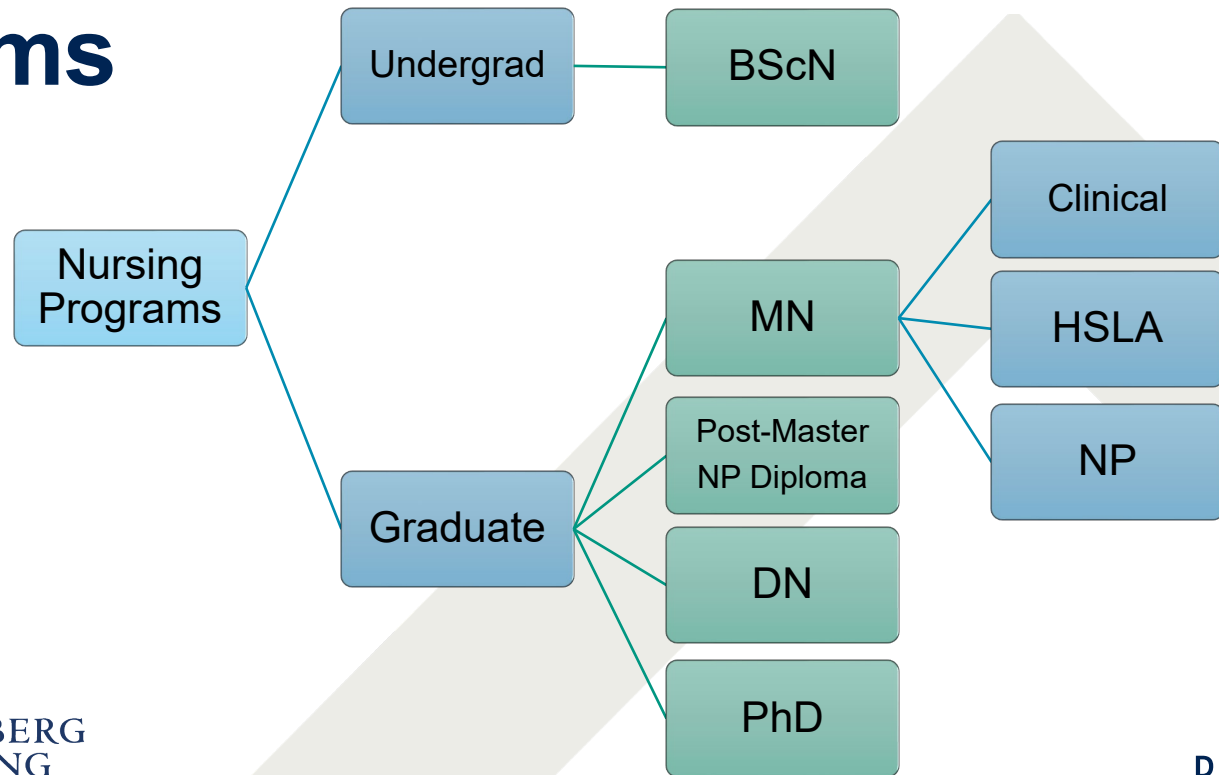 ms
Undergrad
BScN
Clinical
Nursing
Programs
MN
HSLA
Post-Master
NP Diploma
NP
Graduate
DN
PhD
BERG
NG
D